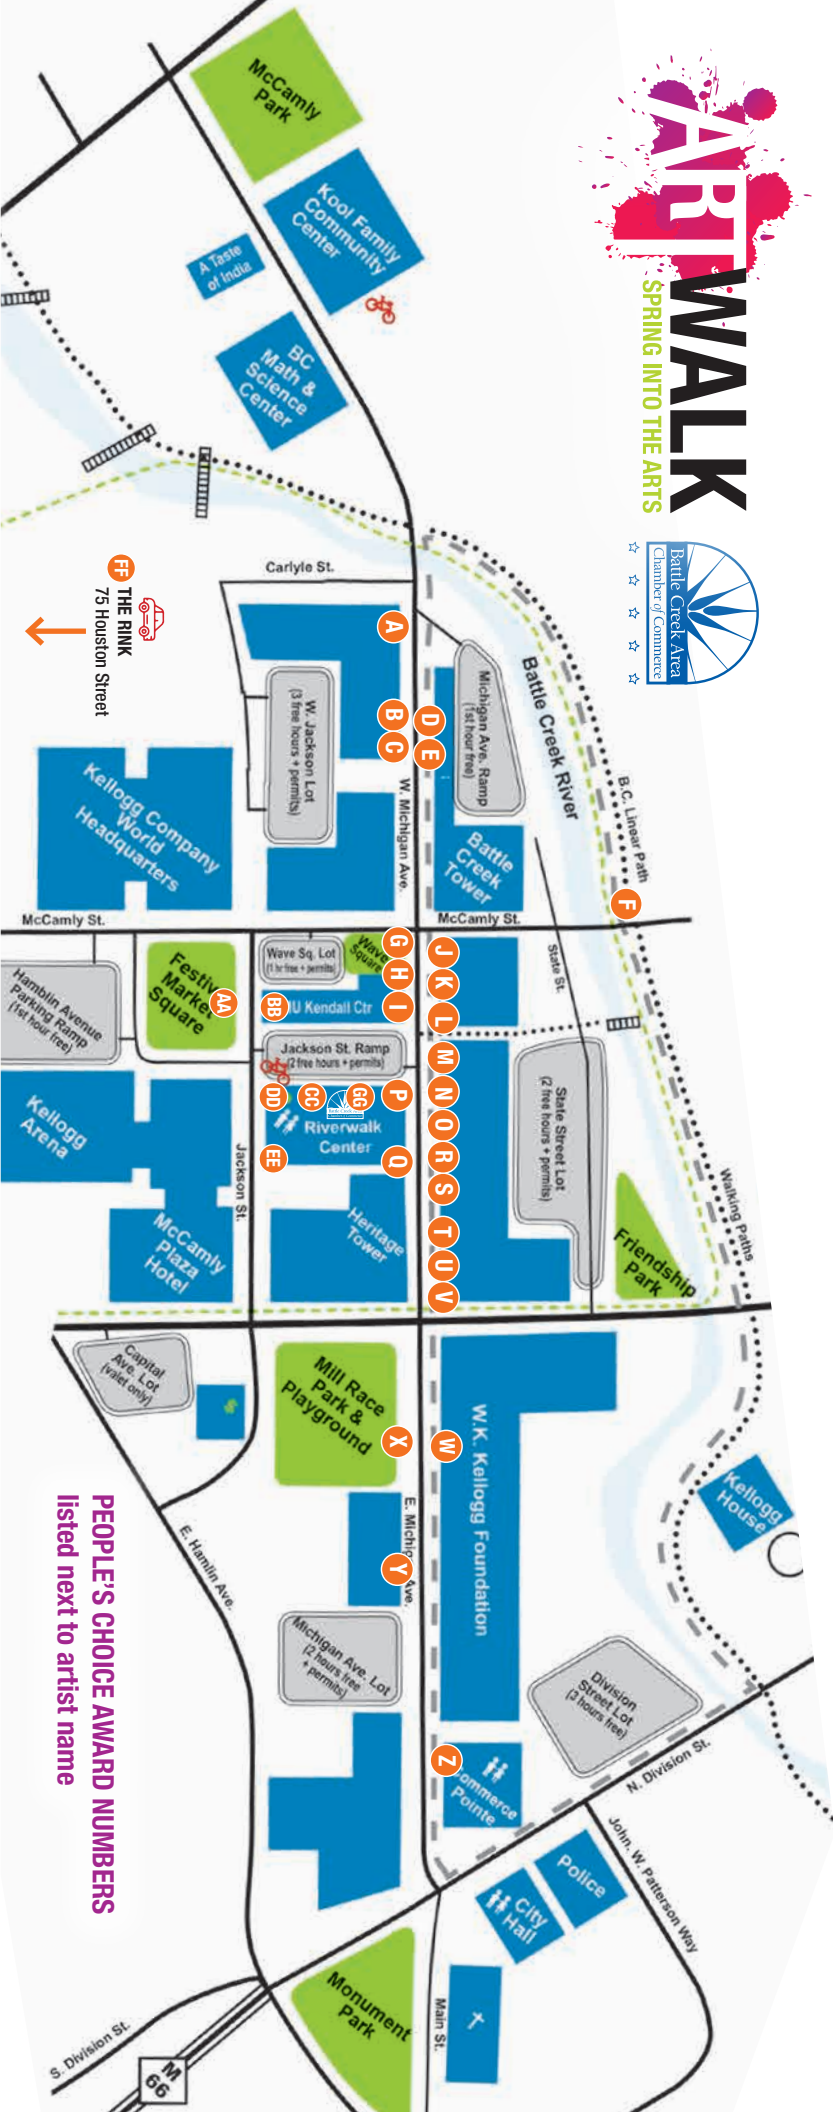 ARTWALK
SPRING INTO THE ARTS
Battle Creek Area
Chamber of Commerce
McCamly
Park
Kool Family
Community
Center
A Taste
of India
BC
Math &
Science
Center
Carlyle St.
FF THE RINK
75 Houston Street
Battle Creek River
B.C. Linear Path
Michigan Ave. Ramp
(1st hour free)
W. Jackson Lot
(3 free hours + permits)
A
B
C
D
E
F
W. Michigan Ave.
Battle
Creek
Tower
Kellogg Company
World
Headquarters
McCamly St.
McCamly St.
State St.
Wave
Square
Wave Sq. Lot
(1 hr free + permits)
Festive
Market
Square
AA
Hamblin Avenue
Parking Ramp
(1st hour free)
G
H
I
J
K
L
M
N
O
R
S
T
U
V
BB
U Kendall Ctr
Jackson St. Ramp
(2 free hours + permits)
State Street Lot
(2 free hours + permits)
DD
CC
GG
P
Q
EE
Riverwalk
Center
Kellogg
Arena
Jackson St.
McCamly
Plaza
Hotel
Heritage
Tower
Friendship
Park
Walking Paths
Capital
Ave. Lot
(valet only)
Mill Race
Park &
Playground
X
W
W.K. Kellogg Foundation
Kellogg
House
E. Michigan Ave.
Y
E. Hamlin Ave.
Michigan Ave. Lot
(2 hours free
+ permits)
Division
Street Lot
(3 hours free)
N. Division St.
Z
Commerce
Pointe
John. W. Patterson Way
Police
City
Hall
Monument
Park
Main St.
S. Division St.
M
66
PEOPLE'S CHOICE AWARD NUMBERS
listed next to artist name